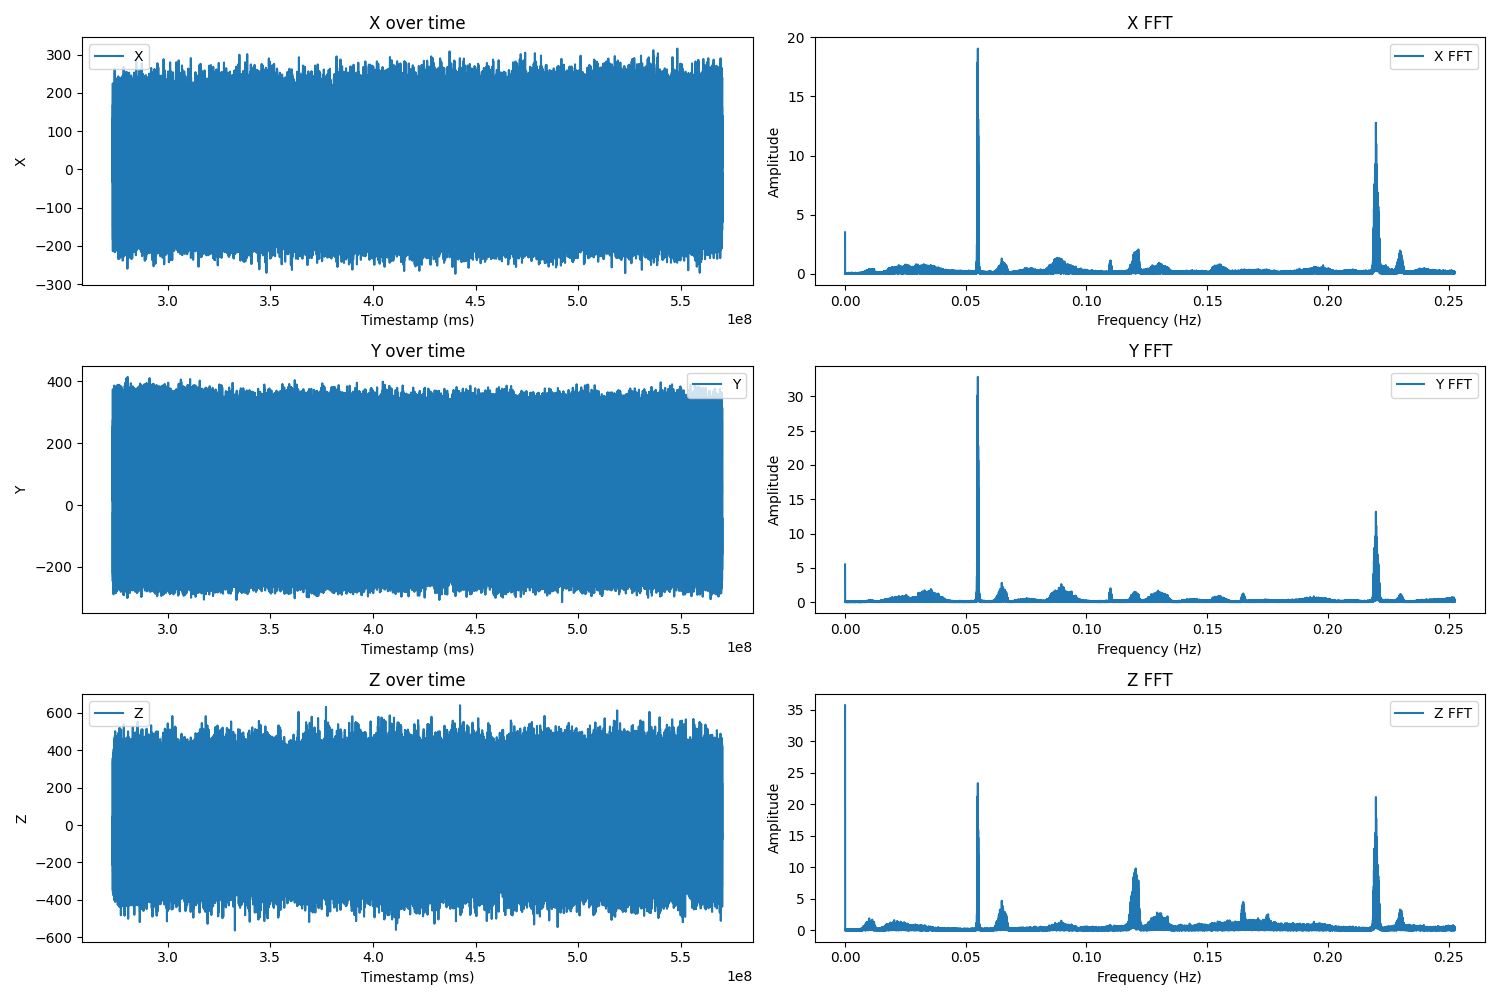 X over time
X
300
200
100
0
−100
−200
−300
X
3.0 3.5 4.0 4.5 5.0 5.5
1e8
Timestamp (ms)
X FFT
X FFT
20
15
10
5
0
Amplitude
0.00 0.05 0.10 0.15 0.20 0.25
Frequency (Hz)
Y over time
Y
400
200
0
−200
Y
3.0 3.5 4.0 4.5 5.0 5.5
1e8
Timestamp (ms)
Y FFT
Y FFT
30
25
20
15
10
5
0
Amplitude
0.00 0.05 0.10 0.15 0.20 0.25
Frequency (Hz)
Z over time
Z
600
400
200
0
−200
−400
−600
Z
3.0 3.5 4.0 4.5 5.0 5.5
1e8
Timestamp (ms)
Z FFT
Z FFT
35
30
25
20
15
10
5
0
Amplitude
0.00 0.05 0.10 0.15 0.20 0.25
Frequency (Hz)